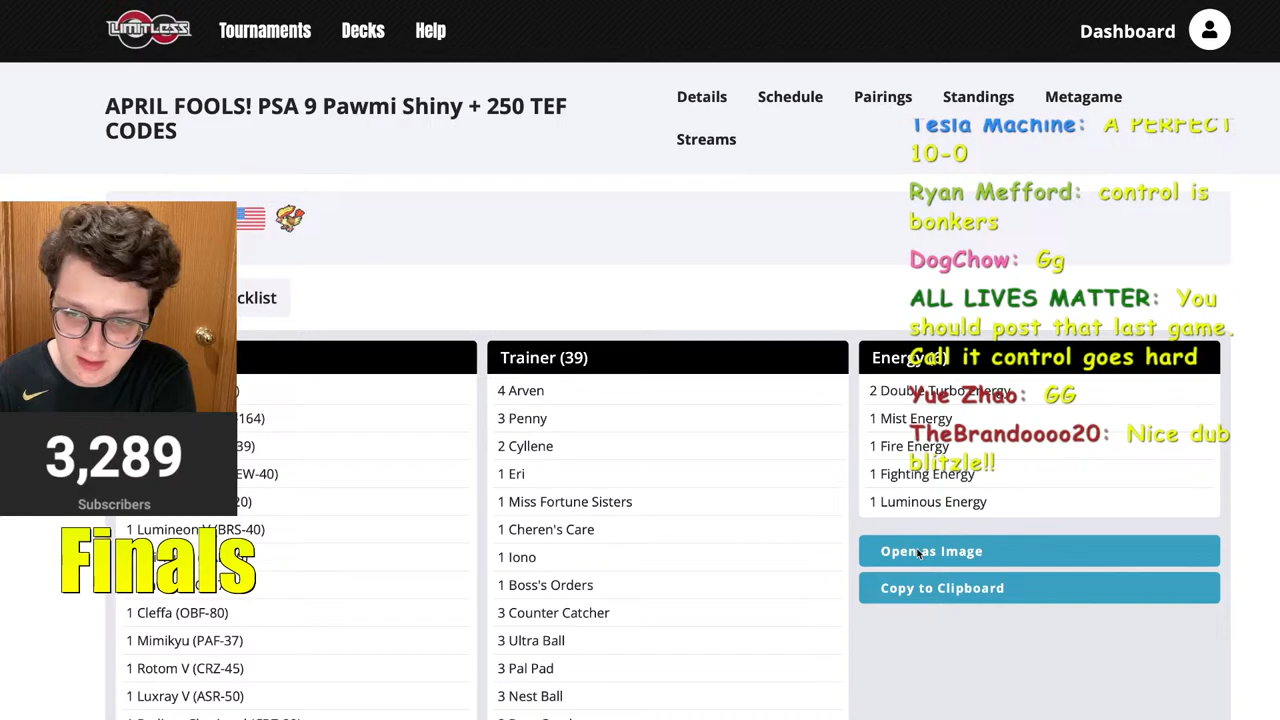 LIMITLESS
Tournaments
Decks
Help
Dashboard
APRIL FOOLS! PSA 9 Pawmi Shiny + 250 TEF
CODES
Details
Schedule
Pairings
Standings
Metagame
Streams
Tesla Machine: A PERFECT
10-0
Ryan Mefford: control is
bonkers
DogChow: Gg
ALL LIVES MATTER: You
should post that last game.
Call it control goes hard
Yue Zhao: GG
TheBrandoooo20: Nice dub
blitzle!!
3,289
Subscribers
Finals
1 Lumineon V (BRS-40)
1 Cleffa (OBF-80)
1 Mimikyu (PAF-37)
1 Rotom V (CRZ-45)
1 Luxray V (ASR-50)
Trainer (39)
4 Arven
3 Penny
2 Cyllene
1 Eri
1 Miss Fortune Sisters
1 Cheren's Care
1 Iono
1 Boss's Orders
3 Counter Catcher
3 Ultra Ball
3 Pal Pad
3 Nest Ball
2 Double Turbo Energy
1 Mist Energy
1 Fire Energy
1 Fighting Energy
1 Luminous Energy
Open as Image
Copy to Clipboard